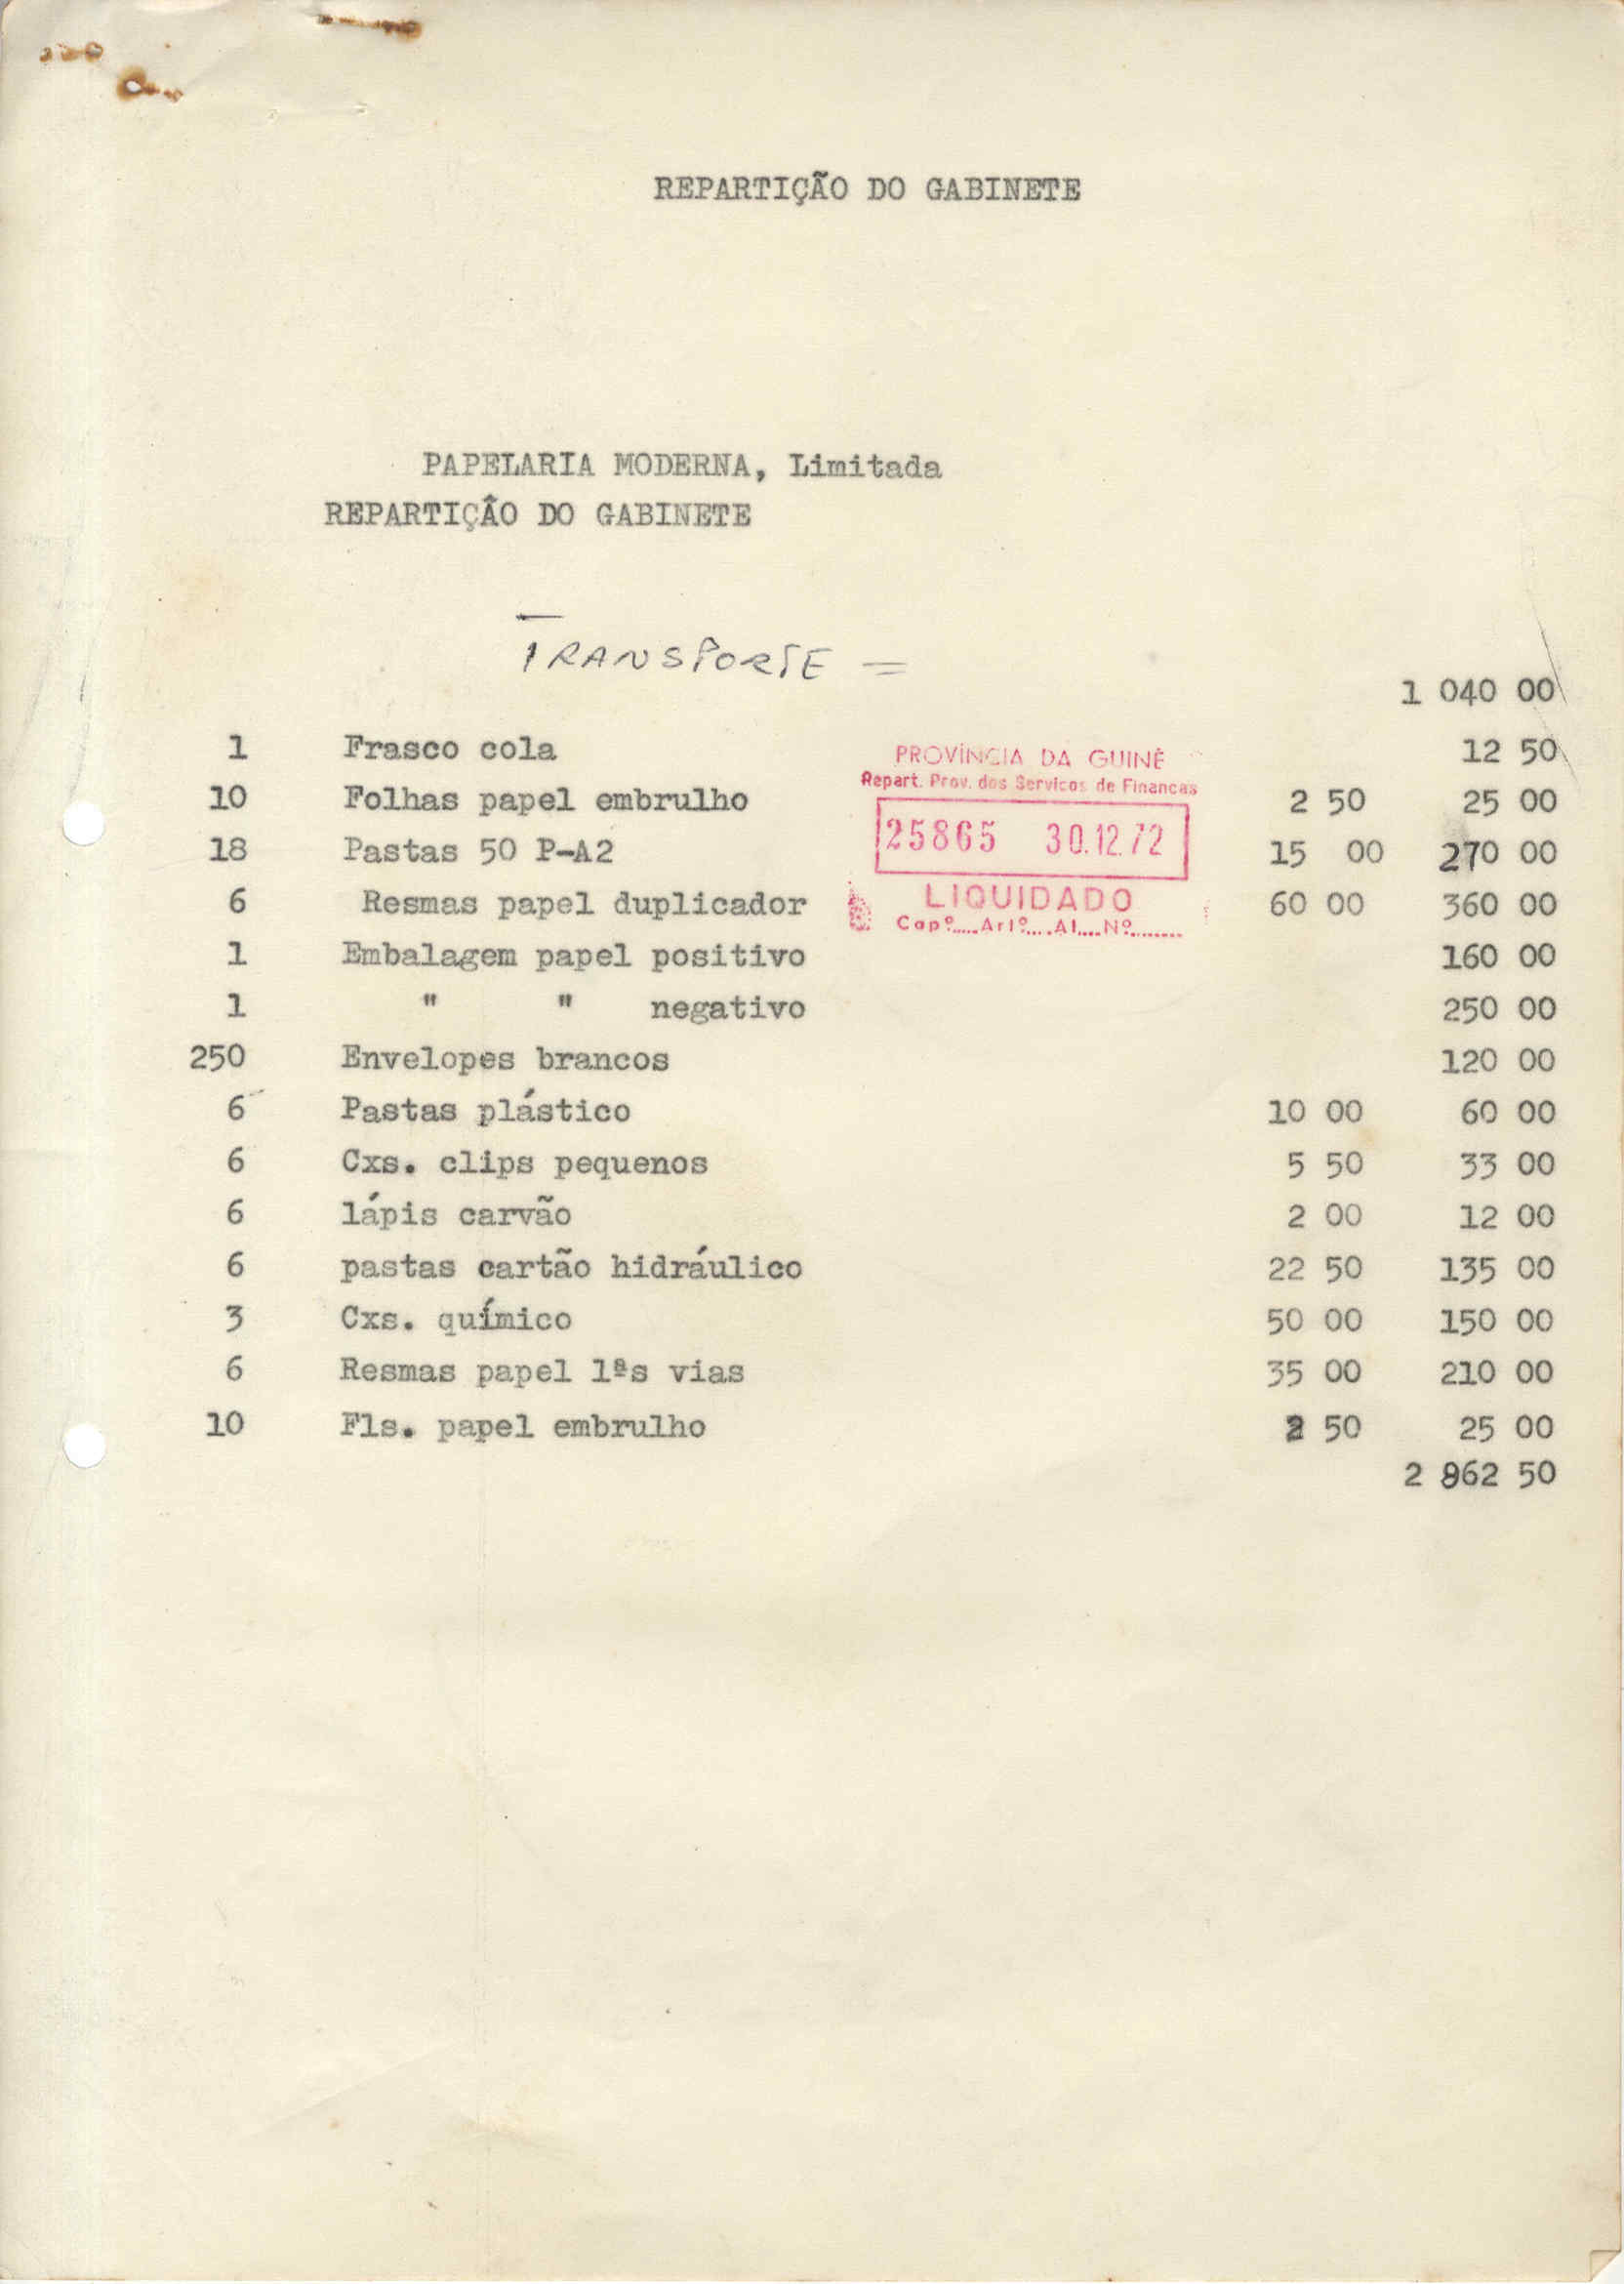 REPARTIÇÃO DO GABINETE
PAPELARIA MODERNA, Limitada
REPARTIÇÃO DO GABINETE
TRANSPORTE =
1 040 00
1 Frasco cola 12 50
10 Folhas papel embrulho 2 50 25 00
18 Pastas 50 P-A2 15 00 270 00
6 Resmas papel duplicador 60 00 360 00
1 Embalagem papel positivo 160 00
1 " " negativo 250 00
250 Envelopes brancos 120 00
6 Pastas plástico 10 00 60 00
6 Cxs. clips pequenos 5 50 33 00
6 lápis carvão 2 00 12 00
6 pastas cartão hidráulico 22 50 135 00
3 Cxs. químico 50 00 150 00
6 Resmas papel 1ªs vias 35 00 210 00
10 Fls. papel embrulho 2 50 25 00
2 862 50
PROVÍNCIA DA GUINÉ
Repart. Prov. dos Servicos de Financas
25865 30.12.72
LIQUIDADO
Capº.....Artº.....Al....Nº........